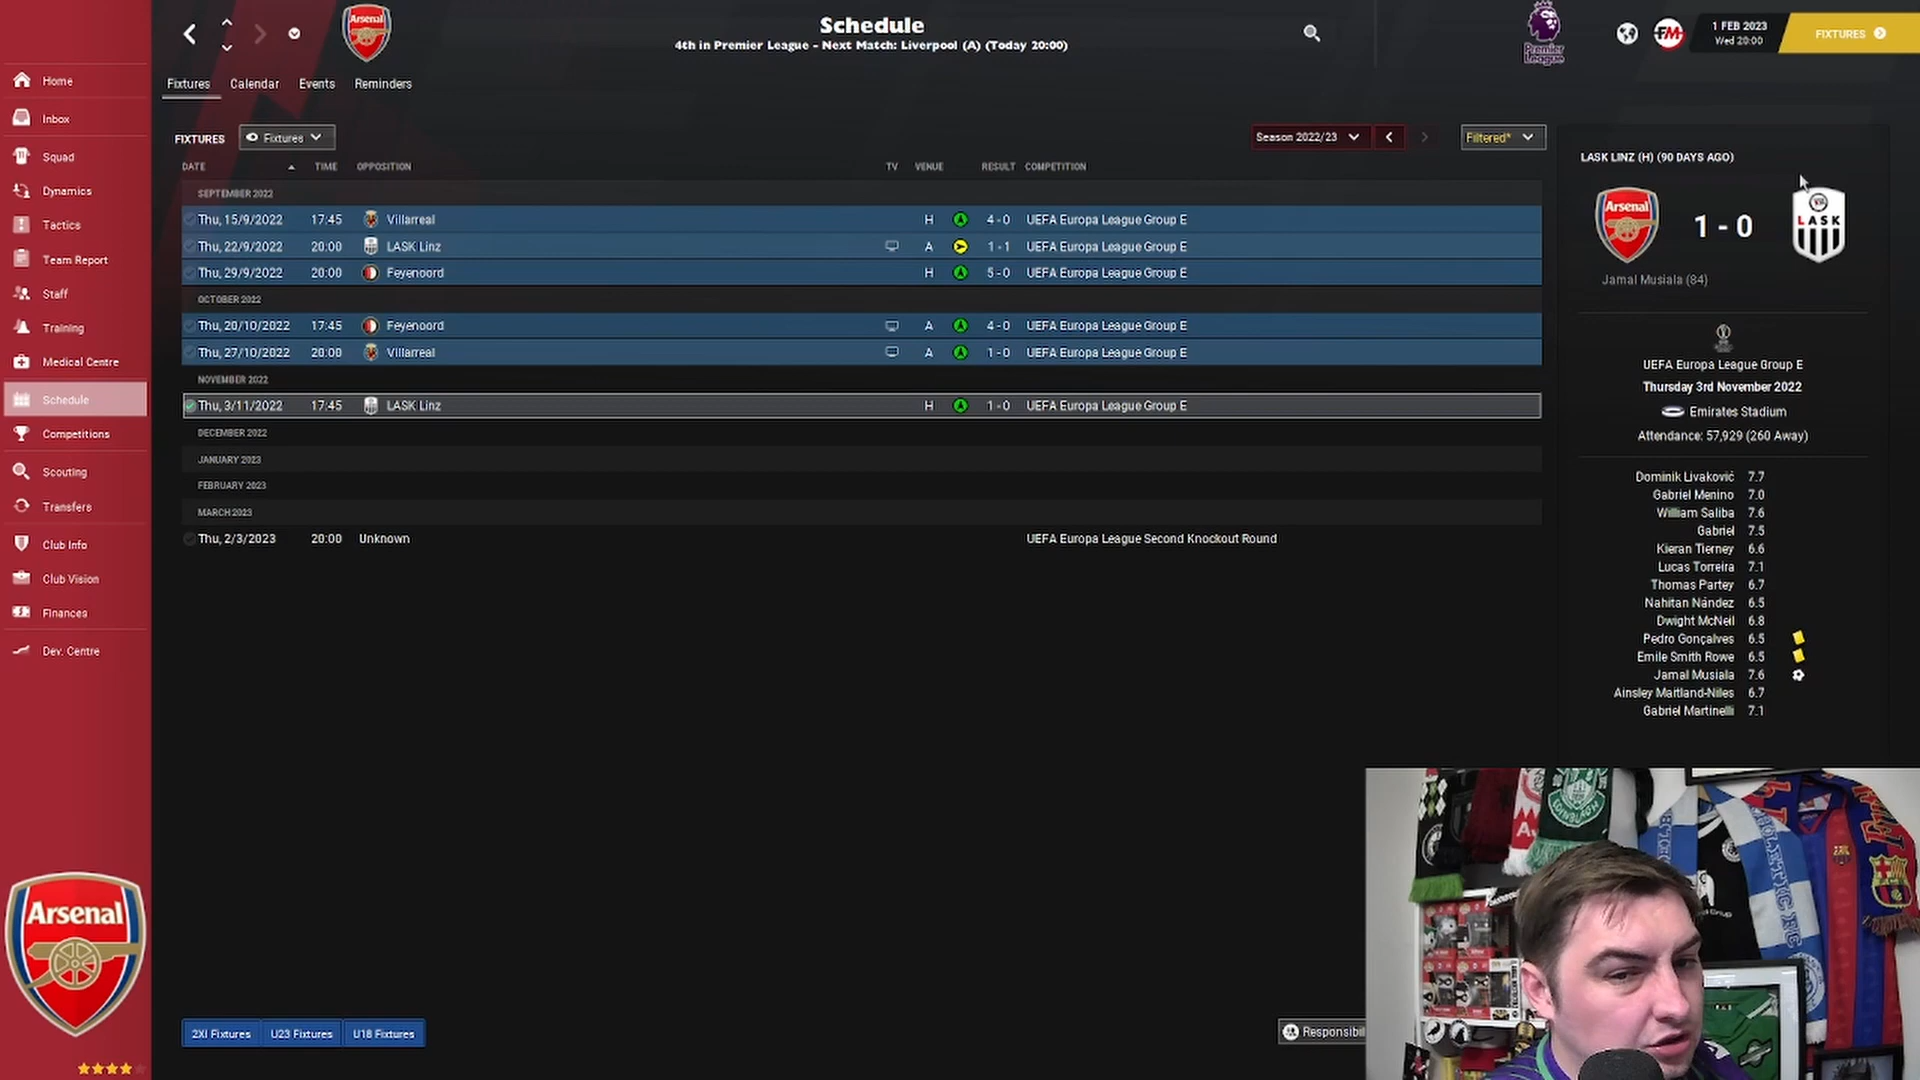 Schedule
4th in Premier League - Next Match: Liverpool (A) (Today 20:00)
Arsenal
Premier League
FM
1 FEB 2023
Wed 20:00
FIXTURES
Home
Inbox
Squad
Dynamics
Tactics
Team Report
Staff
Training
Medical Centre
Schedule
Competitions
Scouting
Transfers
Club Info
Club Vision
Finances
Dev. Centre
Arsenal
Fixtures Calendar Events Reminders
FIXTURES Fixtures Season 2022/23 Filtered*
DATE TIME OPPOSITION TV VENUE RESULT COMPETITION
SEPTEMBER 2022
Thu, 15/9/2022 17:45 Villarreal H 4 - 0 UEFA Europa League Group E
Thu, 22/9/2022 20:00 LASK Linz A 1 - 1 UEFA Europa League Group E
Thu, 29/9/2022 20:00 Feyenoord H 5 - 0 UEFA Europa League Group E
OCTOBER 2022
Thu, 20/10/2022 17:45 Feyenoord A 4 - 0 UEFA Europa League Group E
Thu, 27/10/2022 20:00 Villarreal A 1 - 0 UEFA Europa League Group E
NOVEMBER 2022
Thu, 3/11/2022 17:45 LASK Linz H 1 - 0 UEFA Europa League Group E
DECEMBER 2022
JANUARY 2023
FEBRUARY 2023
MARCH 2023
Thu, 2/3/2023 20:00 Unknown UEFA Europa League Second Knockout Round
2XI Fixtures U23 Fixtures U18 Fixtures
Responsibil
LASK LINZ (H) (90 DAYS AGO)
Arsenal 1 - 0 LASK
Jamal Musiala (84)
UEFA Europa League Group E
Thursday 3rd November 2022
Emirates Stadium
Attendance: 57,929 (260 Away)
Dominik Livaković 7.7
Gabriel Menino 7.0
William Saliba 7.6
Gabriel 7.5
Kieran Tierney 6.6
Lucas Torreira 7.1
Thomas Partey 6.7
Nahitan Nández 6.5
Dwight McNeil 6.8
Pedro Gonçalves 6.5
Emile Smith Rowe 6.5
Jamal Musiala 7.6
Ainsley Maitland-Niles 6.7
Gabriel Martinelli 7.1
EDINBURGH